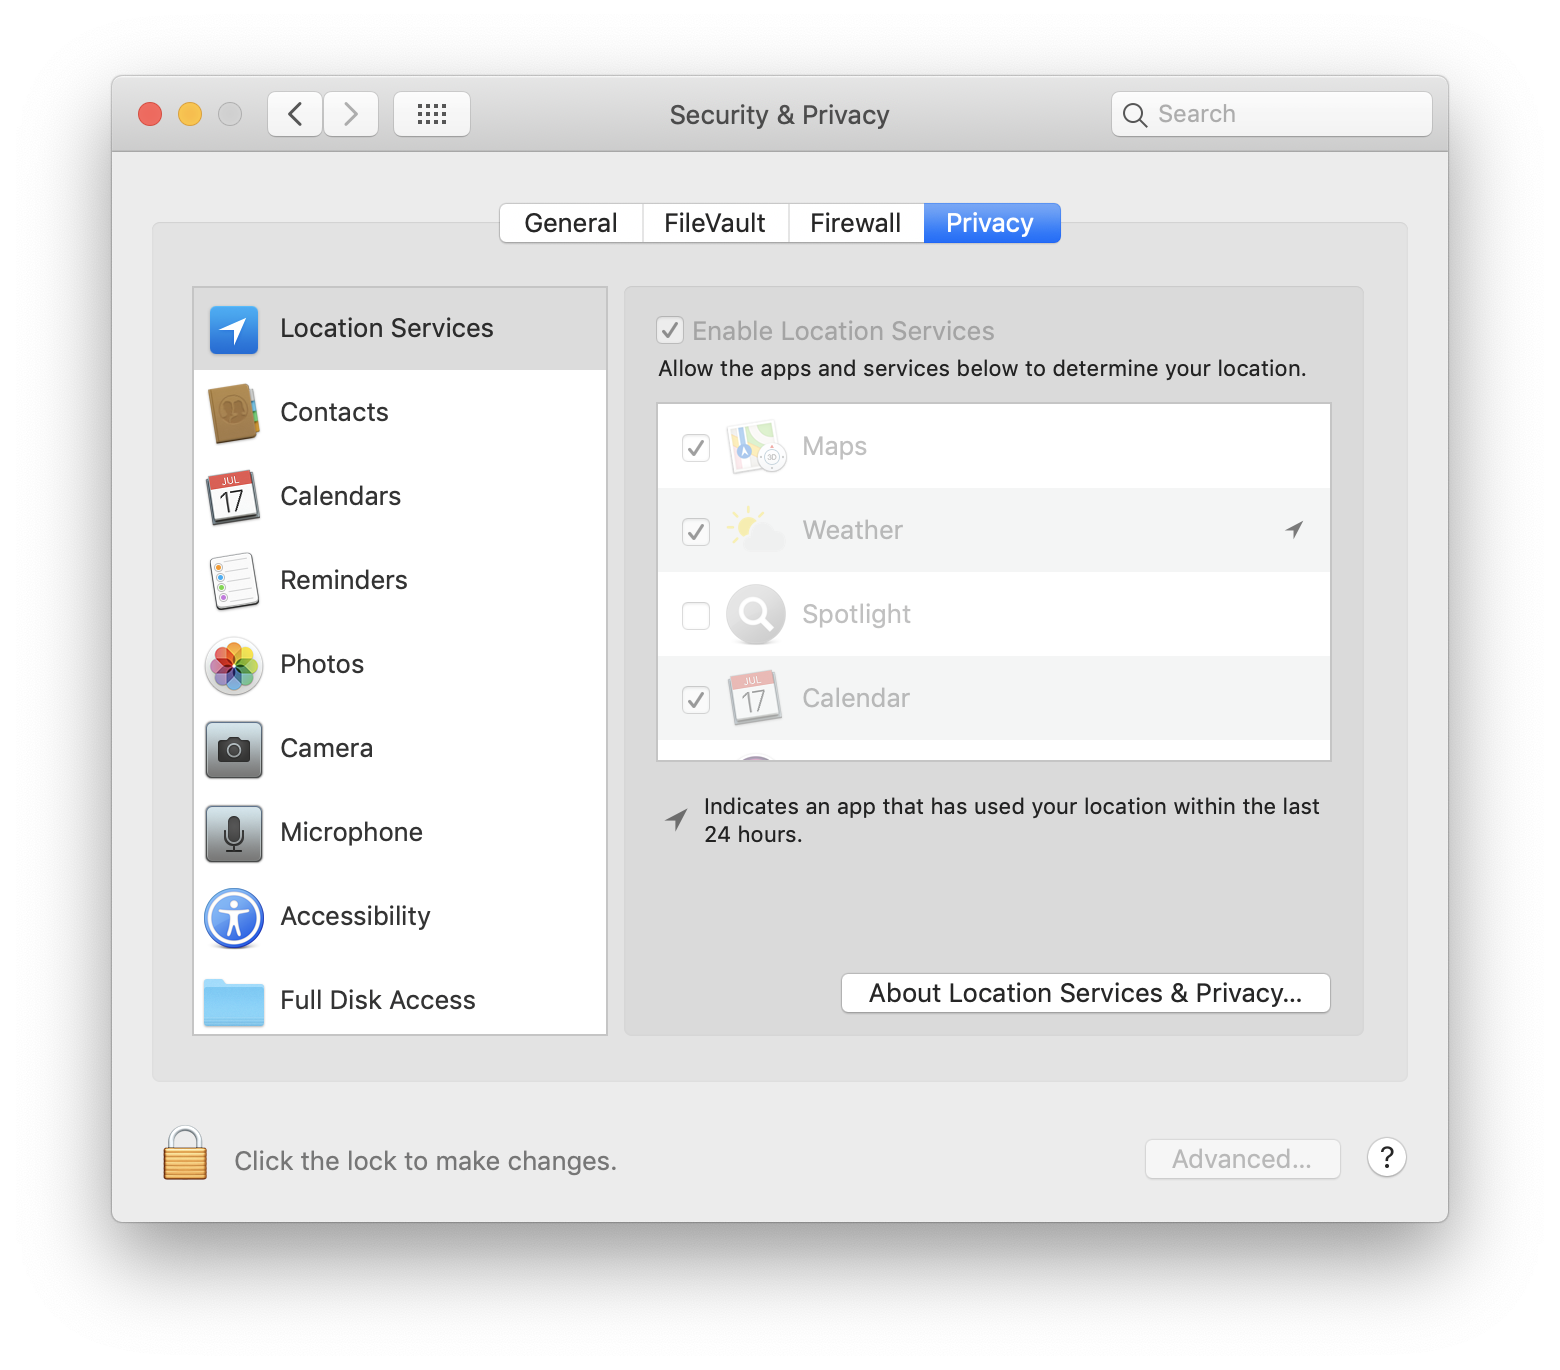 Security & Privacy
Search
General
FileVault
Firewall
Privacy
Location Services
Contacts
JUL
17
Calendars
Reminders
Photos
Camera
Microphone
Accessibility
Full Disk Access
Enable Location Services
Allow the apps and services below to determine your location.
3D
Maps
Weather
Spotlight
JUL
17
Calendar
Indicates an app that has used your location within the last
24 hours.
About Location Services & Privacy...
Click the lock to make changes.
Advanced...
?